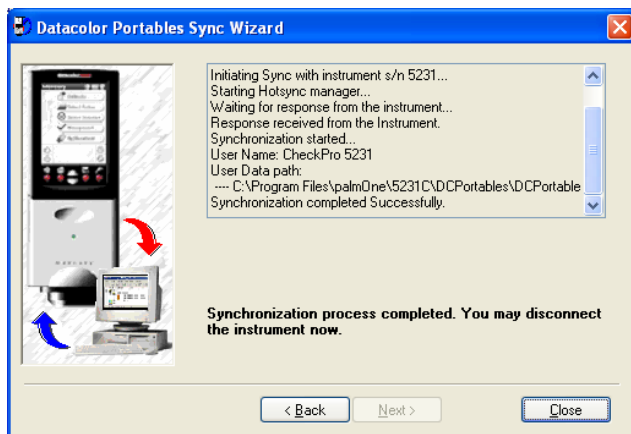 Datacolor Portables Sync Wizard
Initiating Sync with instrument s/n 5231...
Starting Hotsync manager...
Waiting for response from the instrument...
Response received from the Instrument.
Synchronization started...
User Name: CheckPro 5231
User Data path:
---- C:\Program Files\palmOne\5231C\DCPortables\DCPortable
Synchronization completed Successfully.
Synchronization process completed. You may disconnect
the instrument now.
< Back
Next >
Close